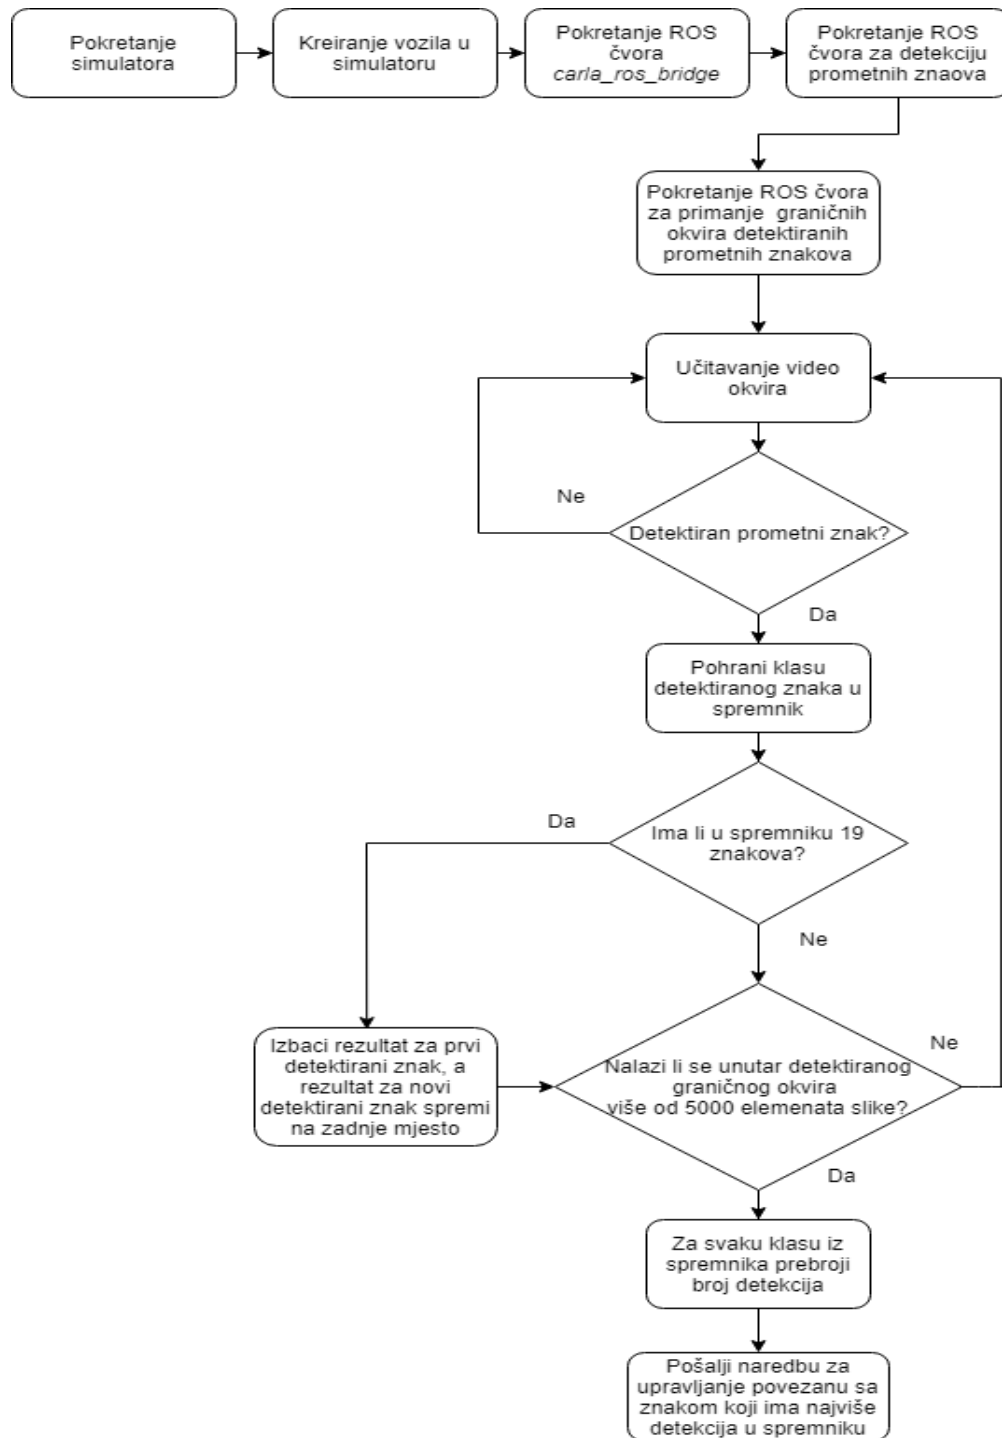 Pokretanje
simulatora
Kreiranje vozila u
simulatoru
Pokretanje ROS
čvora
carla_ros_bridge
Pokretanje ROS
čvora za detekciju
prometnih znaova
Pokretanje ROS čvora
za primanje graničnih
okvira detektiranih
prometnih znakova
Učitavanje video
okvira
Ne
Detektiran prometni znak?
Da
Pohrani klasu
detektiranog znaka u
spremnik
Da
Ima li u spremniku 19
znakova?
Ne
Izbaci rezultat za prvi
detektirani znak, a
rezultat za novi
detektirani znak spremi
na zadnje mjesto
Nalazi li se unutar detektiranog
graničnog okvira
više od 5000 elemenata slike?
Ne
Da
Za svaku klasu iz
spremnika prebroji
broj detekcija
Pošalji naredbu za
upravljanje povezanu sa
znakom koji ima najviše
detekcija u spremniku